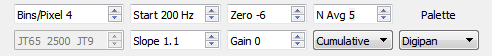 Bins/Pixel 4 Start 200 Hz Zero -6 N Avg 5 Palette
JT65 2500 JT9 Slope 1.1 Gain 0 Cumulative Digipan